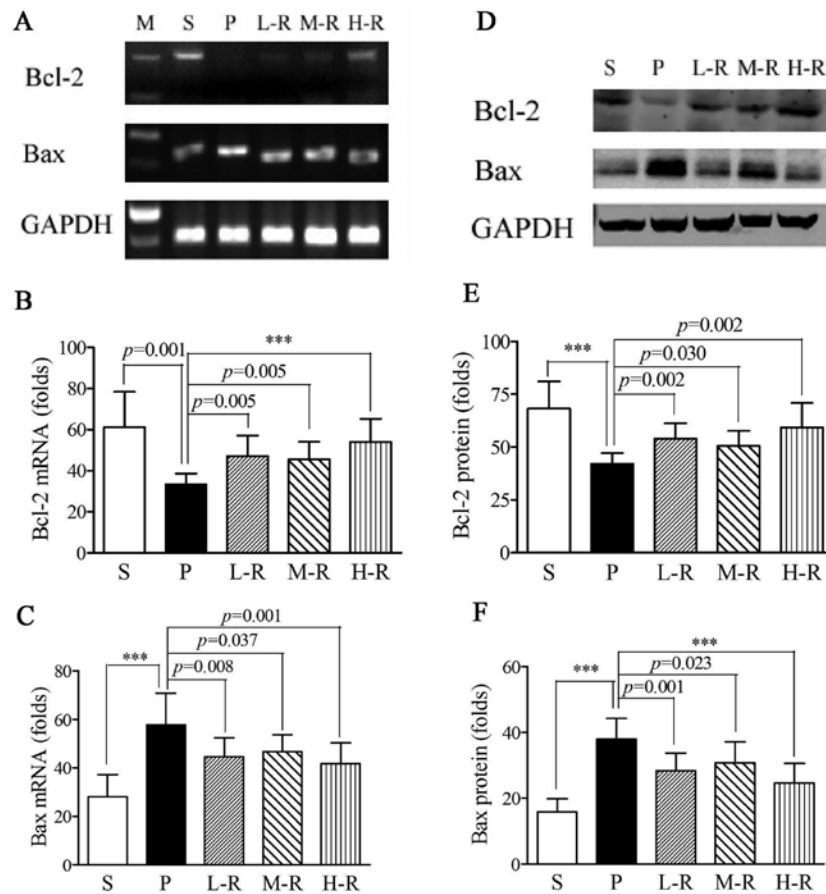 A
M S P L-R M-R H-R
Bcl-2
Bax
GAPDH
B
Bcl-2 mRNA (folds)
100
80
60
40
20
0
p=0.001
***
p=0.005
p=0.005
S P L-R M-R H-R
C
Bax mRNA (folds)
80
60
40
20
0
***
p=0.001
p=0.037
p=0.008
S P L-R M-R H-R
D
S P L-R M-R H-R
Bcl-2
Bax
GAPDH
E
Bcl-2 protein (folds)
100
75
50
25
0
***
p=0.002
p=0.030
p=0.002
S P L-R M-R H-R
F
Bax protein (folds)
60
40
20
0
***
***
p=0.023
p=0.001
S P L-R M-R H-R